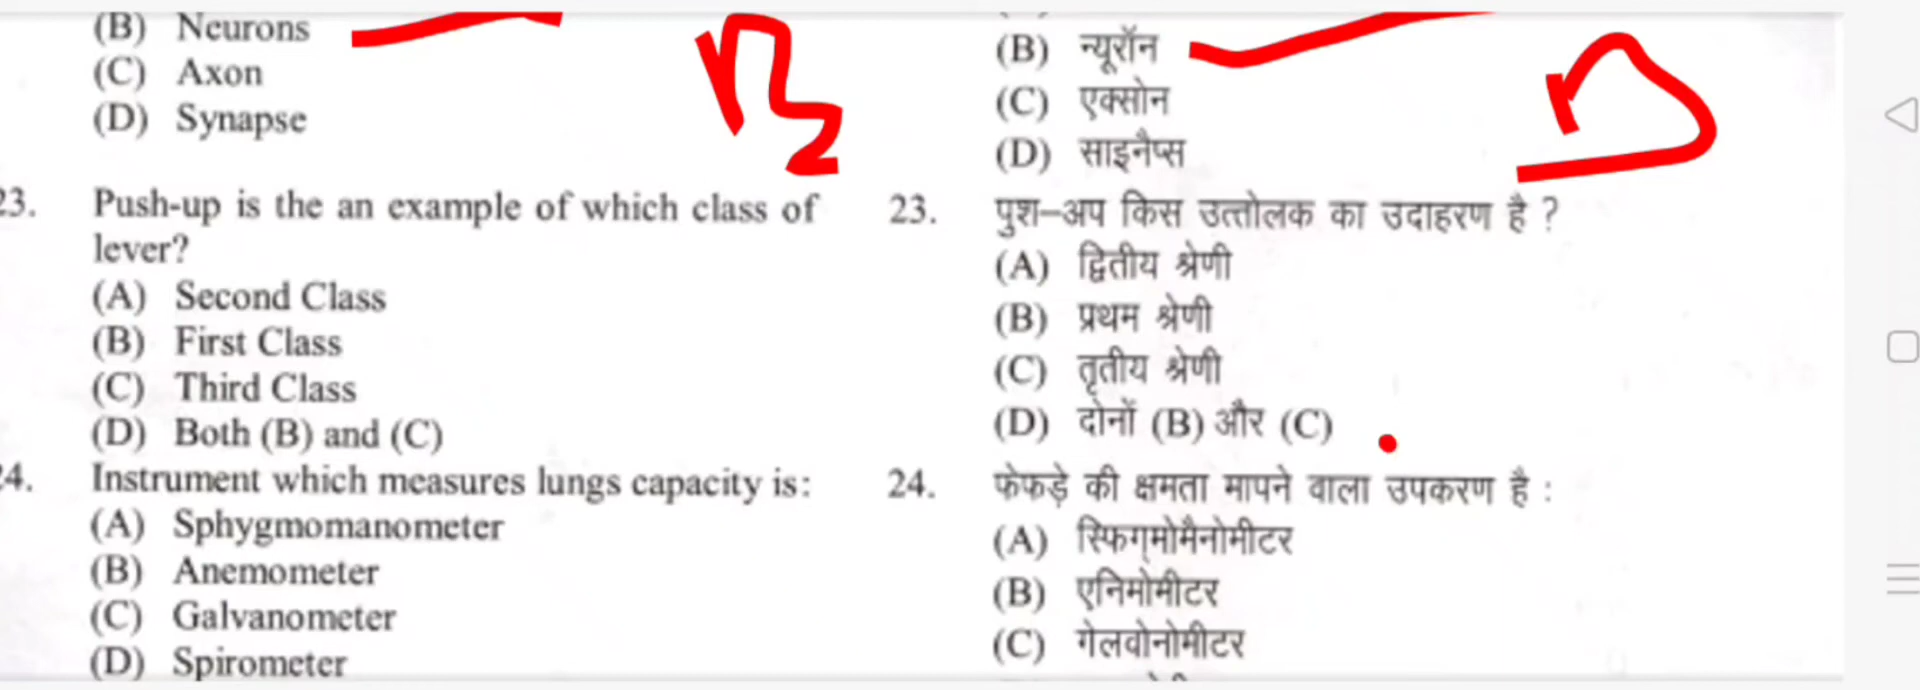 (B) Neurons
(C) Axon
(D) Synapse
23. Push-up is the an example of which class of
lever?
(A) Second Class
(B) First Class
(C) Third Class
(D) Both (B) and (C)
24. Instrument which measures lungs capacity is:
(A) Sphygmomanometer
(B) Anemometer
(C) Galvanometer
(D) Spirometer
(B) न्यूरॉन
(C) एक्सोन
(D) साइनैप्स
23. पुश-अप किस उत्तोलक का उदाहरण है ?
(A) द्वितीय श्रेणी
(B) प्रथम श्रेणी
(C) तृतीय श्रेणी
(D) दोनों (B) और (C)
24. फेफड़े की क्षमता मापने वाला उपकरण है :
(A) स्फिग्मोमैनोमीटर
(B) एनिमोमीटर
(C) गेलवोनोमीटर